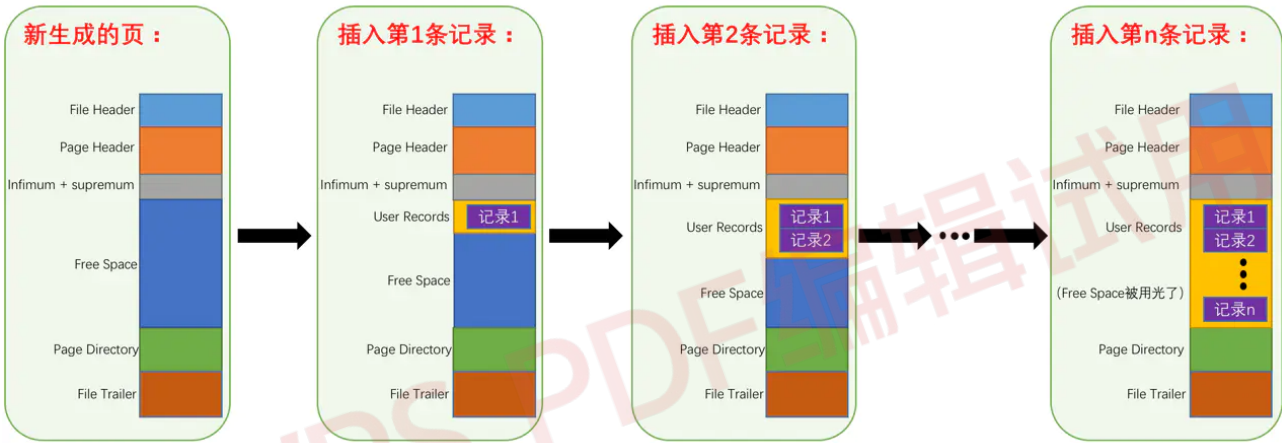 新生成的页：
File Header
Page Header
Infimum + supremum
Free Space
Page Directory
File Trailer
插入第1条记录：
File Header
Page Header
Infimum + supremum
User Records
记录1
Free Space
Page Directory
File Trailer
插入第2条记录：
File Header
Page Header
Infimum + supremum
User Records
记录1
记录2
Free Space
Page Directory
File Trailer
插入第n条记录：
File Header
Page Header
Infimum + supremum
User Records
记录1
记录2
（Free Space被用光了）
记录n
Page Directory
File Trailer
PDF编辑试用